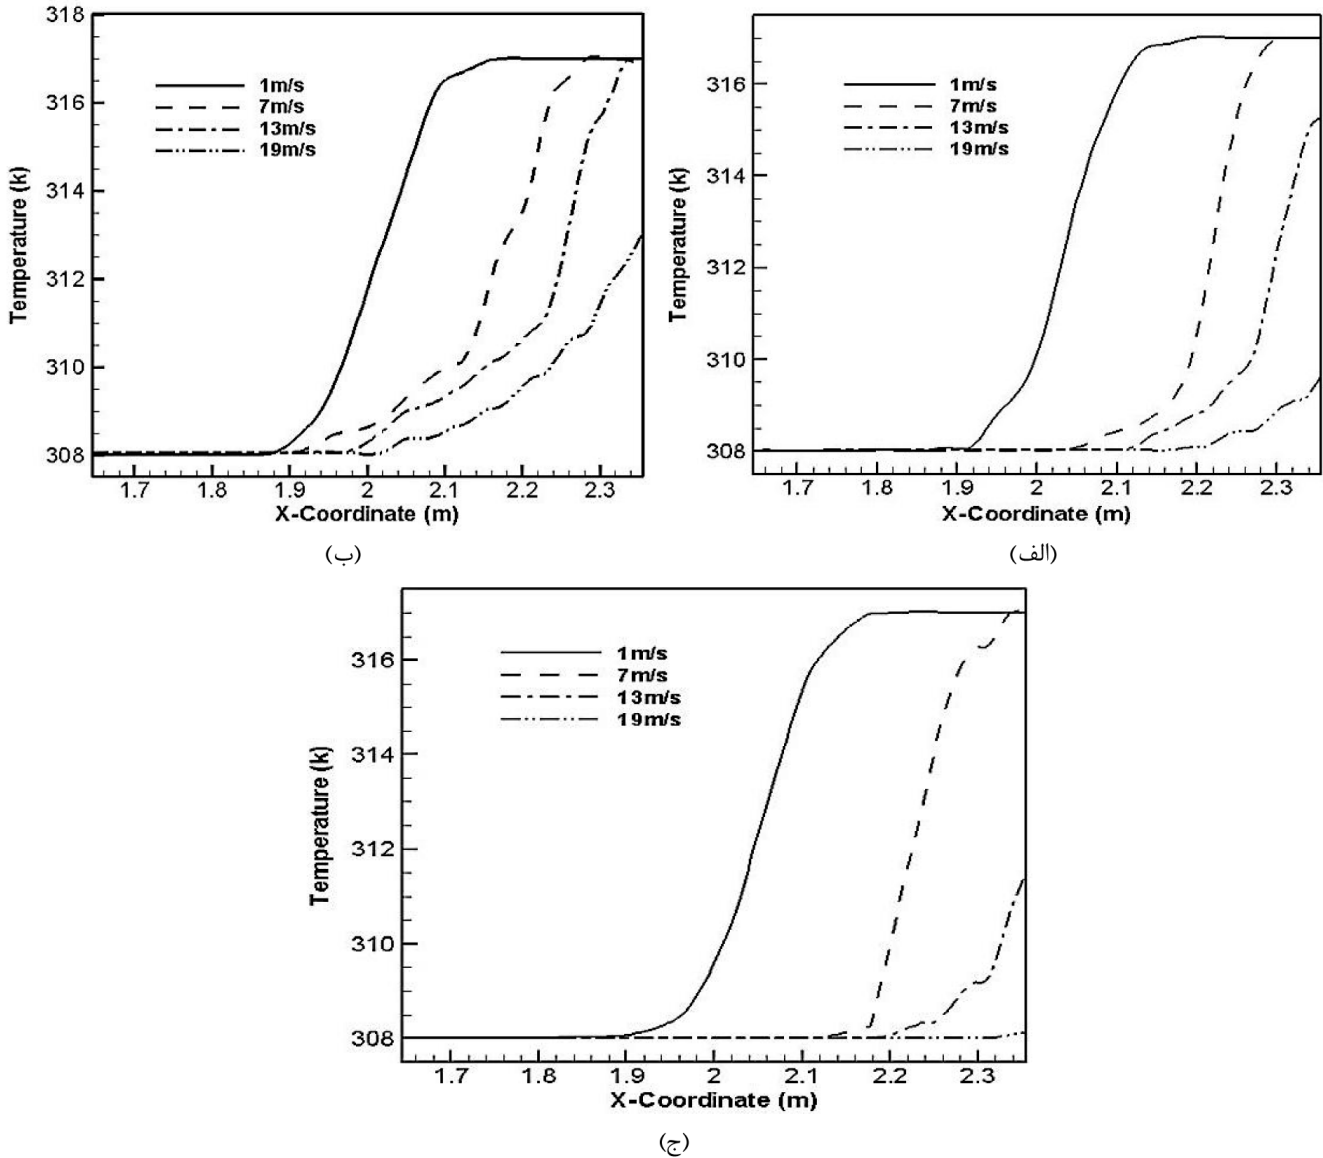 318
316
314
312
310
308
Temperature (k)
1m/s
7m/s
13m/s
19m/s
1.7 1.8 1.9 2 2.1 2.2 2.3
X-Coordinate (m)
(ب)
316
314
312
310
308
Temperature (k)
1m/s
7m/s
13m/s
19m/s
1.7 1.8 1.9 2 2.1 2.2 2.3
X-Coordinate (m)
(الف)
316
314
312
310
308
Temperature (k)
1m/s
7m/s
13m/s
19m/s
1.7 1.8 1.9 2 2.1 2.2 2.3
X-Coordinate (m)
(ج)